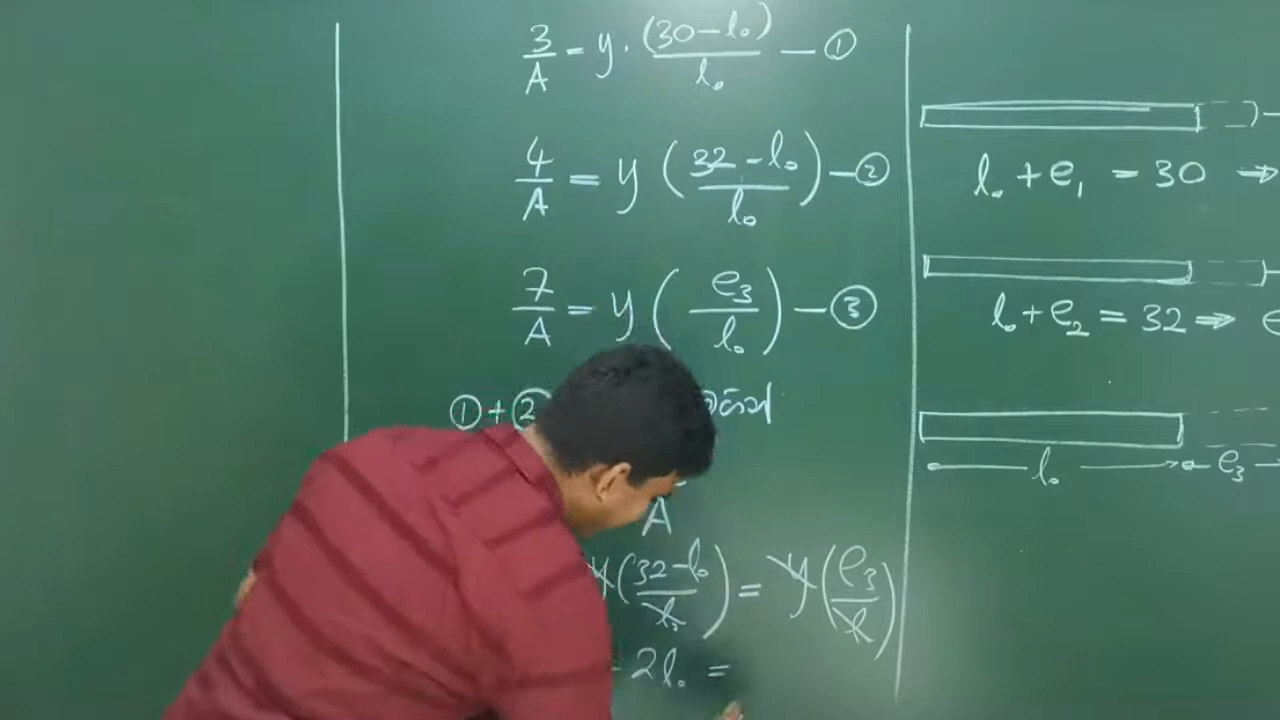 3/A = y · (30 - l₀)/l₀ — ①
4/A = y ((32 - l₀)/l₀) — ②
7/A = y (e₃/l₀) — ③
① + ②
A
y((32 - l₀)/l₀) = y(e₃/l)
- 2l₀ =
l₀ + e₁ = 30 ⇒
l₀ + e₂ = 32 ⇒ e
l₀ e₃